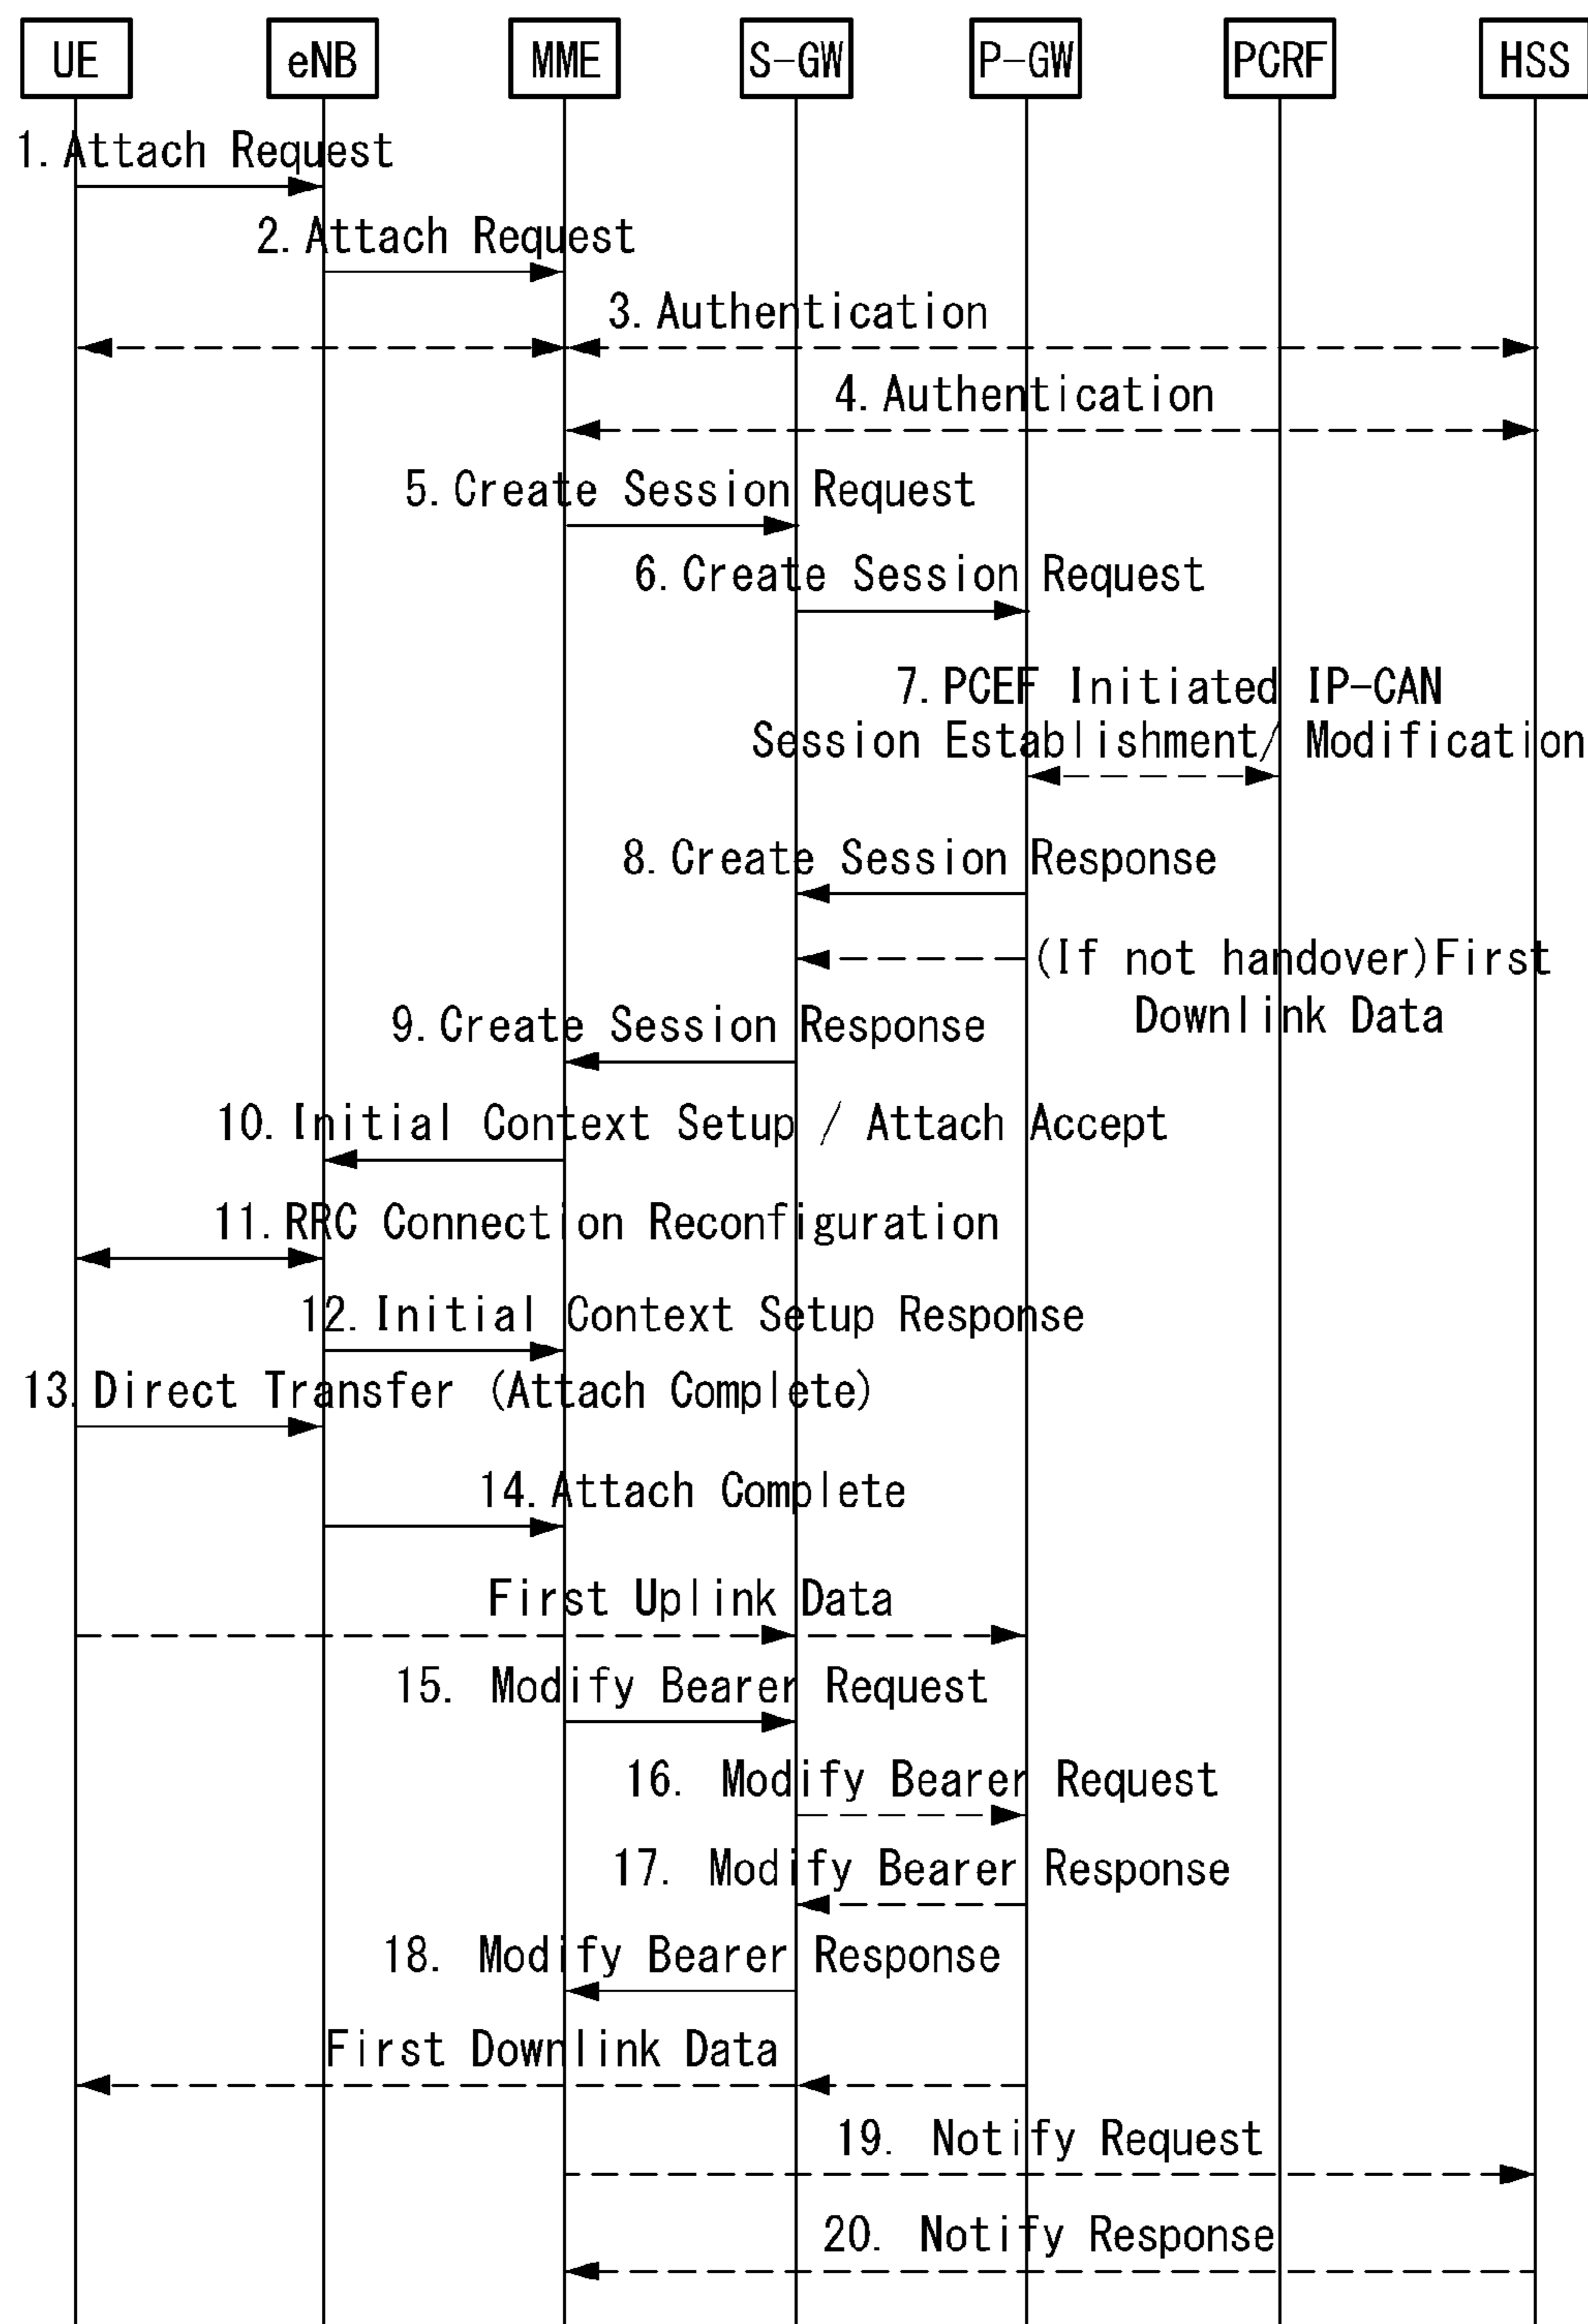 UE eNB MME S-GW P-GW PCRF HSS
1. Attach Request
2. Attach Request
3. Authentication
4. Authentication
5. Create Session Request
6. Create Session Request
7. PCEF Initiated IP-CAN
Session Establishment/ Modification
8. Create Session Response
(If not handover)First
Downlink Data
9. Create Session Response
10. Initial Context Setup / Attach Accept
11. RRC Connection Reconfiguration
12. Initial Context Setup Response
13. Direct Transfer (Attach Complete)
14. Attach Complete
First Uplink Data
15. Modify Bearer Request
16. Modify Bearer Request
17. Modify Bearer Response
18. Modify Bearer Response
First Downlink Data
19. Notify Request
20. Notify Response